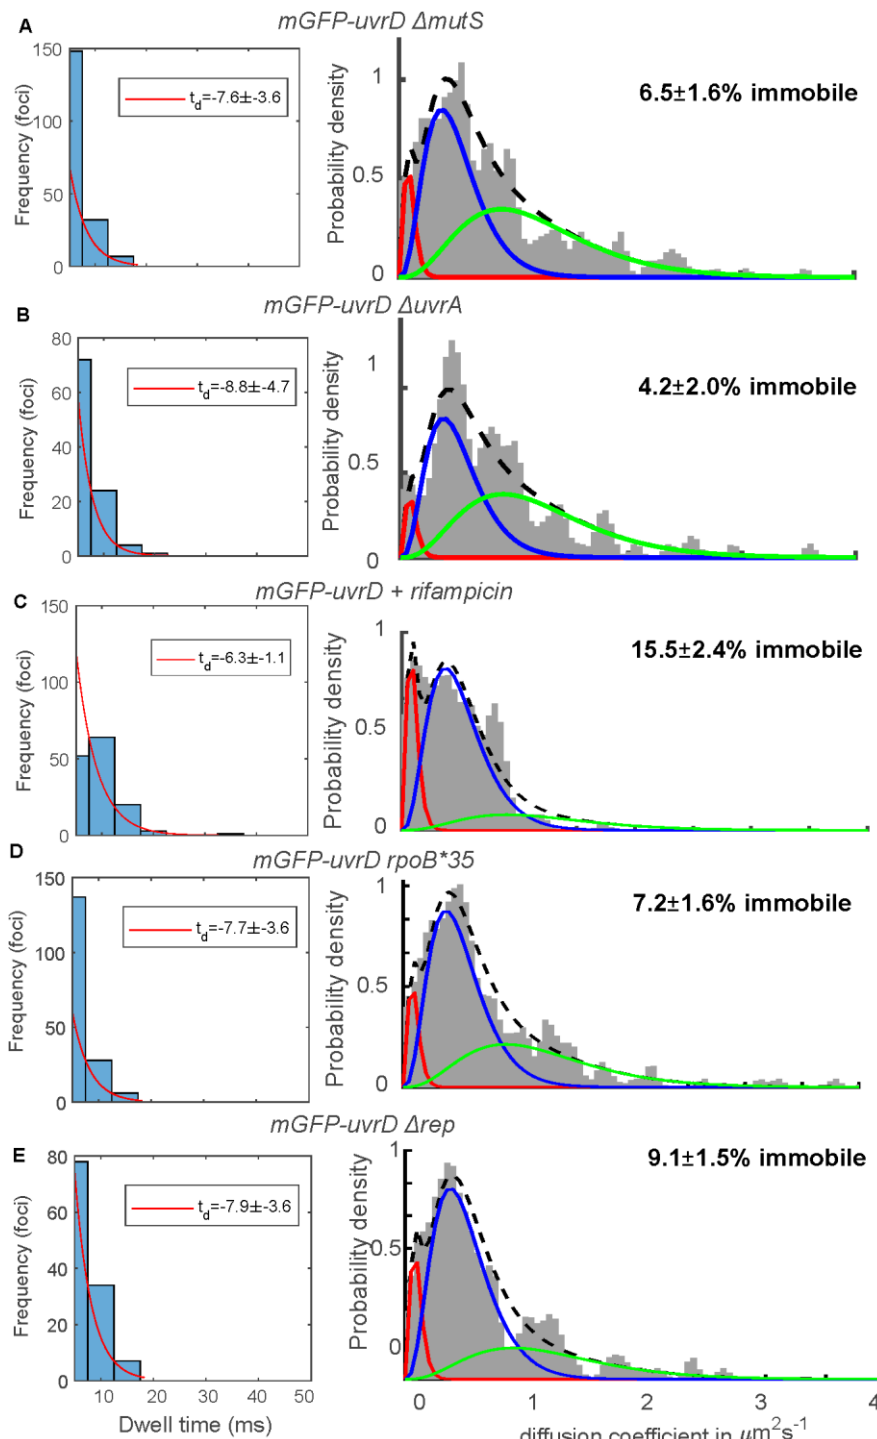 A
mGFP-uvrD ΔmutS
Frequency (foci)
150
100
50
0
t_d=-7.6±-3.6
Probability density
1
0.5
0
6.5±1.6% immobile
B
mGFP-uvrD ΔuvrA
Frequency (foci)
80
60
40
20
0
t_d=-8.8±-4.7
Probability density
1
0.5
0
4.2±2.0% immobile
C
mGFP-uvrD + rifampicin
Frequency (foci)
150
100
50
0
t_d=-6.3±-1.1
Probability density
1
0.5
0
15.5±2.4% immobile
D
mGFP-uvrD rpoB*35
Frequency (foci)
150
100
50
0
t_d=-7.7±-3.6
Probability density
1
0.5
0
7.2±1.6% immobile
E
mGFP-uvrD Δrep
Frequency (foci)
80
60
40
20
0
t_d=-7.9±-3.6
10 20 30 40 50
Dwell time (ms)
Probability density
1
0.5
9.1±1.5% immobile
0 1 2 3 4
diffusion coefficient in μm²s⁻¹